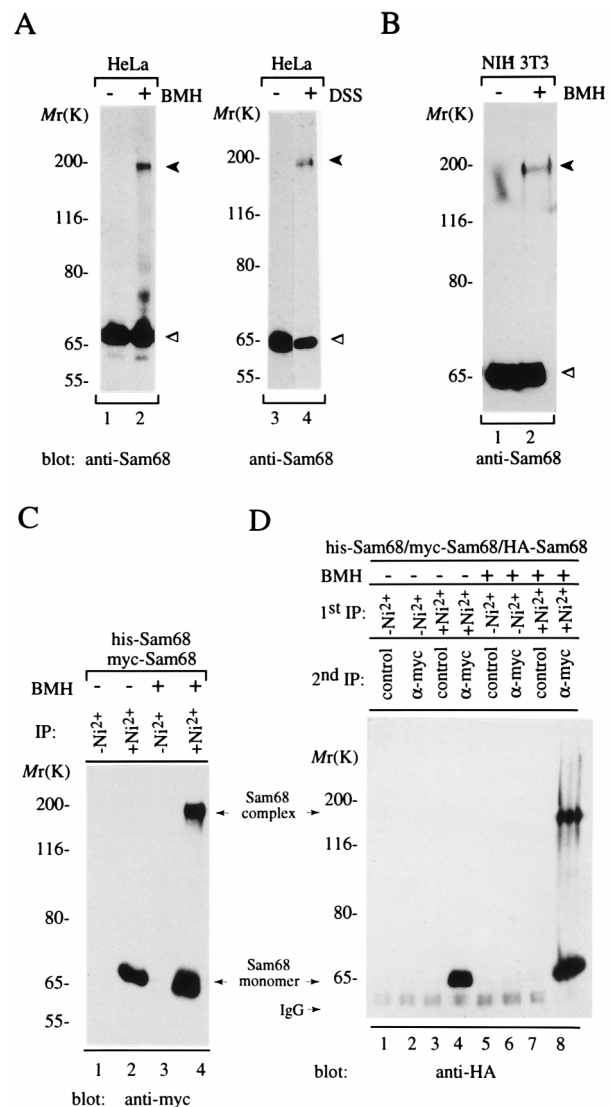 A
HeLa
- + BMH
Mr(K)
200-
116-
80-
65-
55-
1 2
blot: anti-Sam68
HeLa
- + DSS
Mr(K)
200-
116-
80-
65-
55-
3 4
anti-Sam68
B
NIH 3T3
- + BMH
Mr(K)
200-
116-
80-
65-
1 2
anti-Sam68
C
his-Sam68
myc-Sam68
BMH - - + +
IP: -Ni2+ +Ni2+ -Ni2+ +Ni2+
Mr(K)
200-
116-
80-
65-
55-
1 2 3 4
blot: anti-myc
Sam68
complex
Sam68
monomer
IgG
D
his-Sam68/myc-Sam68/HA-Sam68
BMH - - - - + + + +
1st IP: -Ni2+ -Ni2+ +Ni2+ +Ni2+ -Ni2+ -Ni2+ +Ni2+ +Ni2+
2nd IP: control α-myc control α-myc control α-myc control α-myc
Mr(K)
200-
116-
80-
65-
1 2 3 4 5 6 7 8
blot: anti-HA